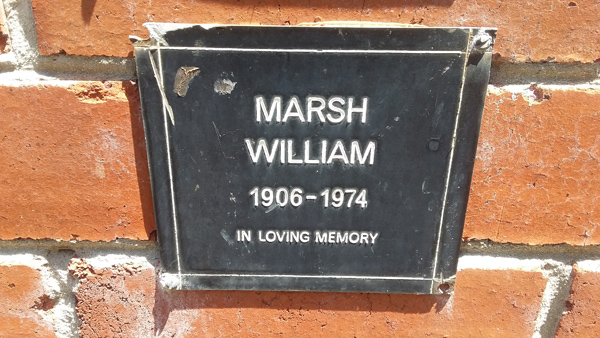 MARSH
WILLIAM
1906-1974
IN LOVING MEMORY